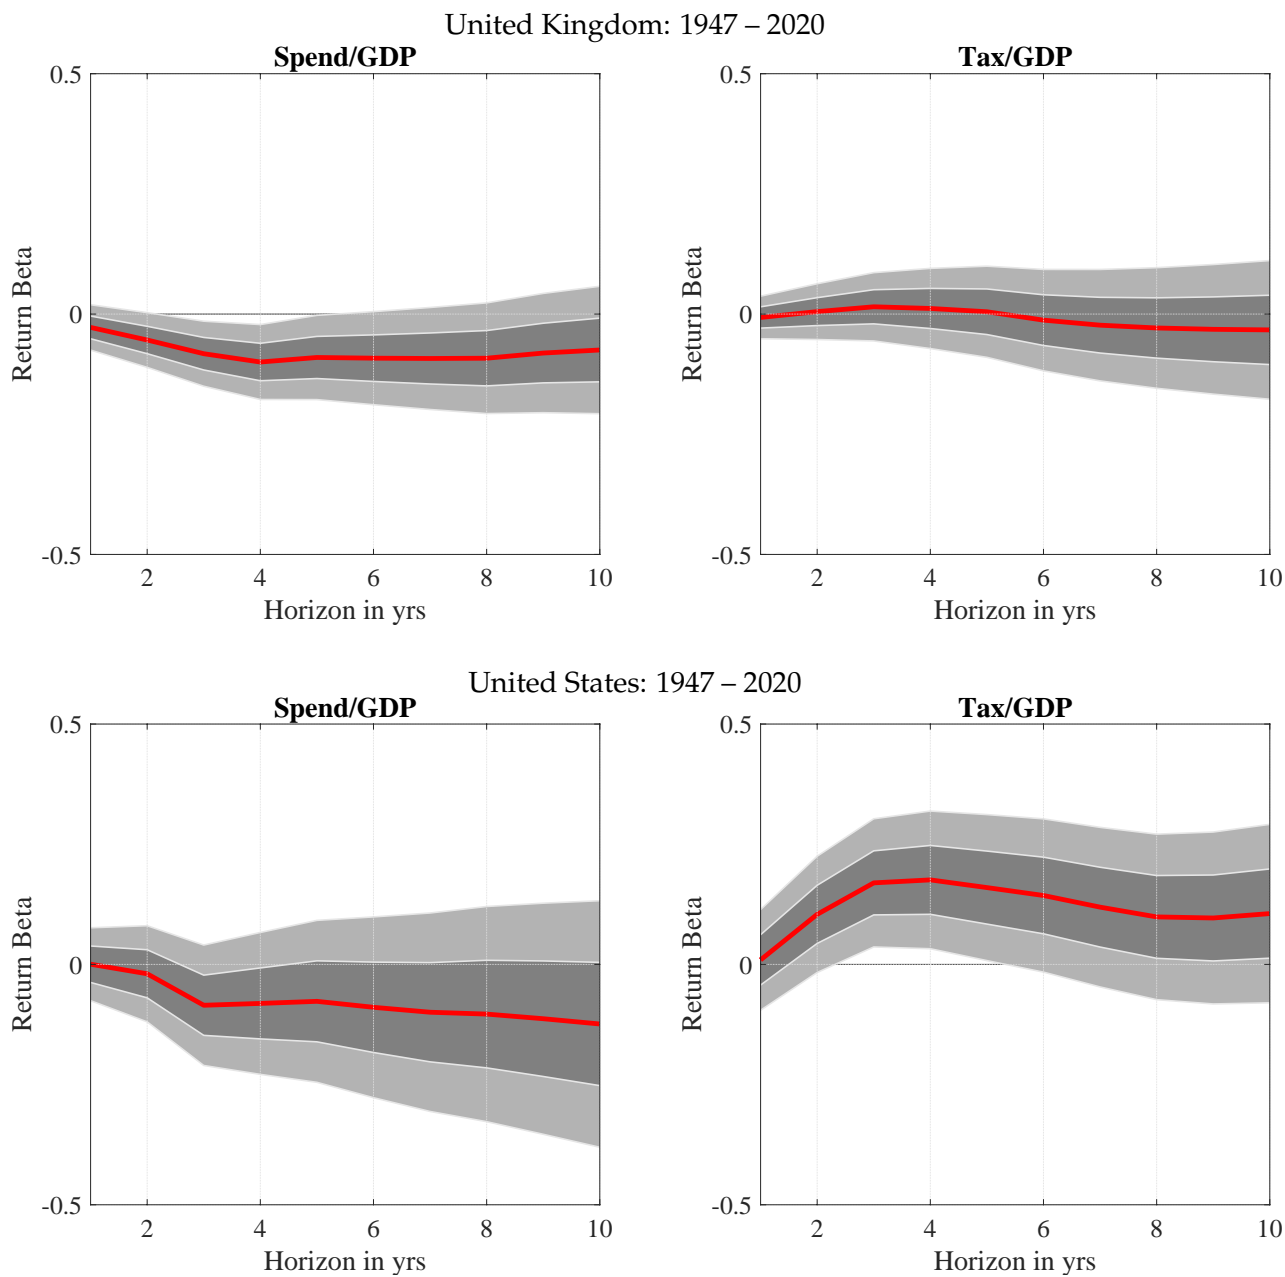 United Kingdom: 1947 – 2020
Spend/GDP
0.5
0
-0.5
Return Beta
2 4 6 8 10
Horizon in yrs
Tax/GDP
0.5
0
-0.5
Return Beta
2 4 6 8 10
Horizon in yrs
United States: 1947 – 2020
Spend/GDP
0.5
0
-0.5
Return Beta
2 4 6 8 10
Horizon in yrs
Tax/GDP
0.5
0
-0.5
Return Beta
2 4 6 8 10
Horizon in yrs